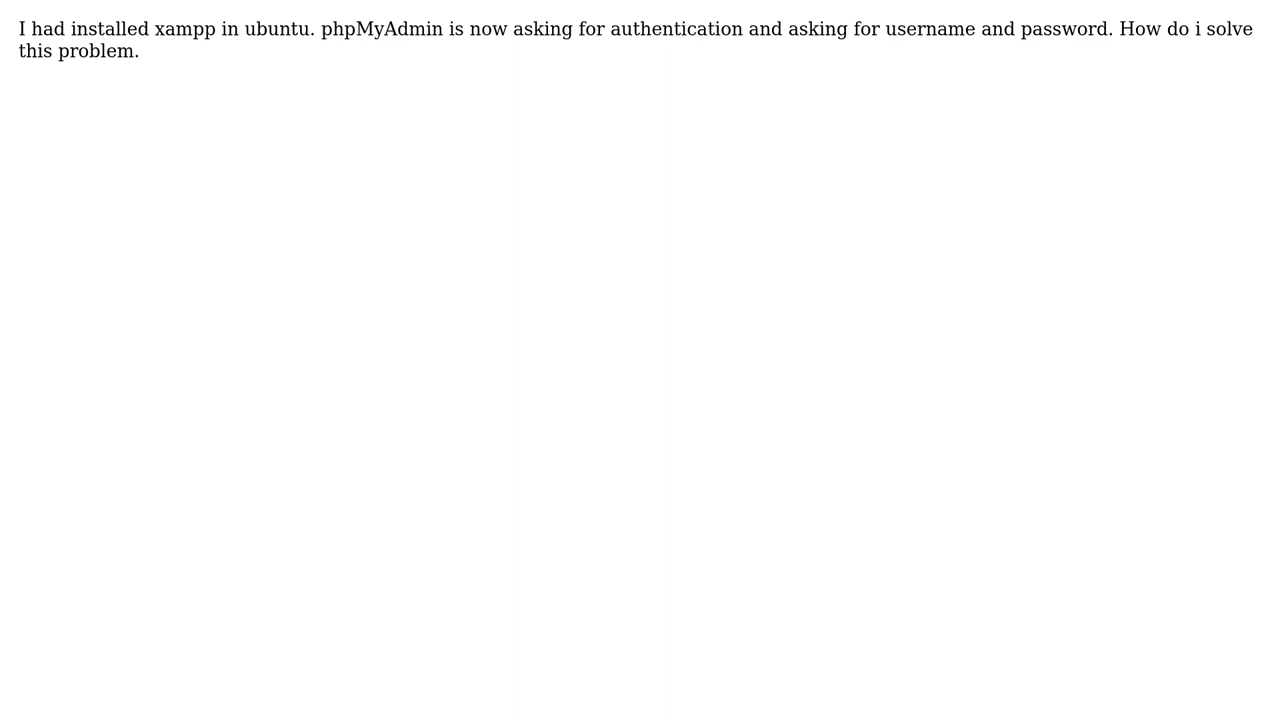 I had installed xampp in ubuntu. phpMyAdmin is now asking for authentication and asking for username and password. How do i solve
this problem.